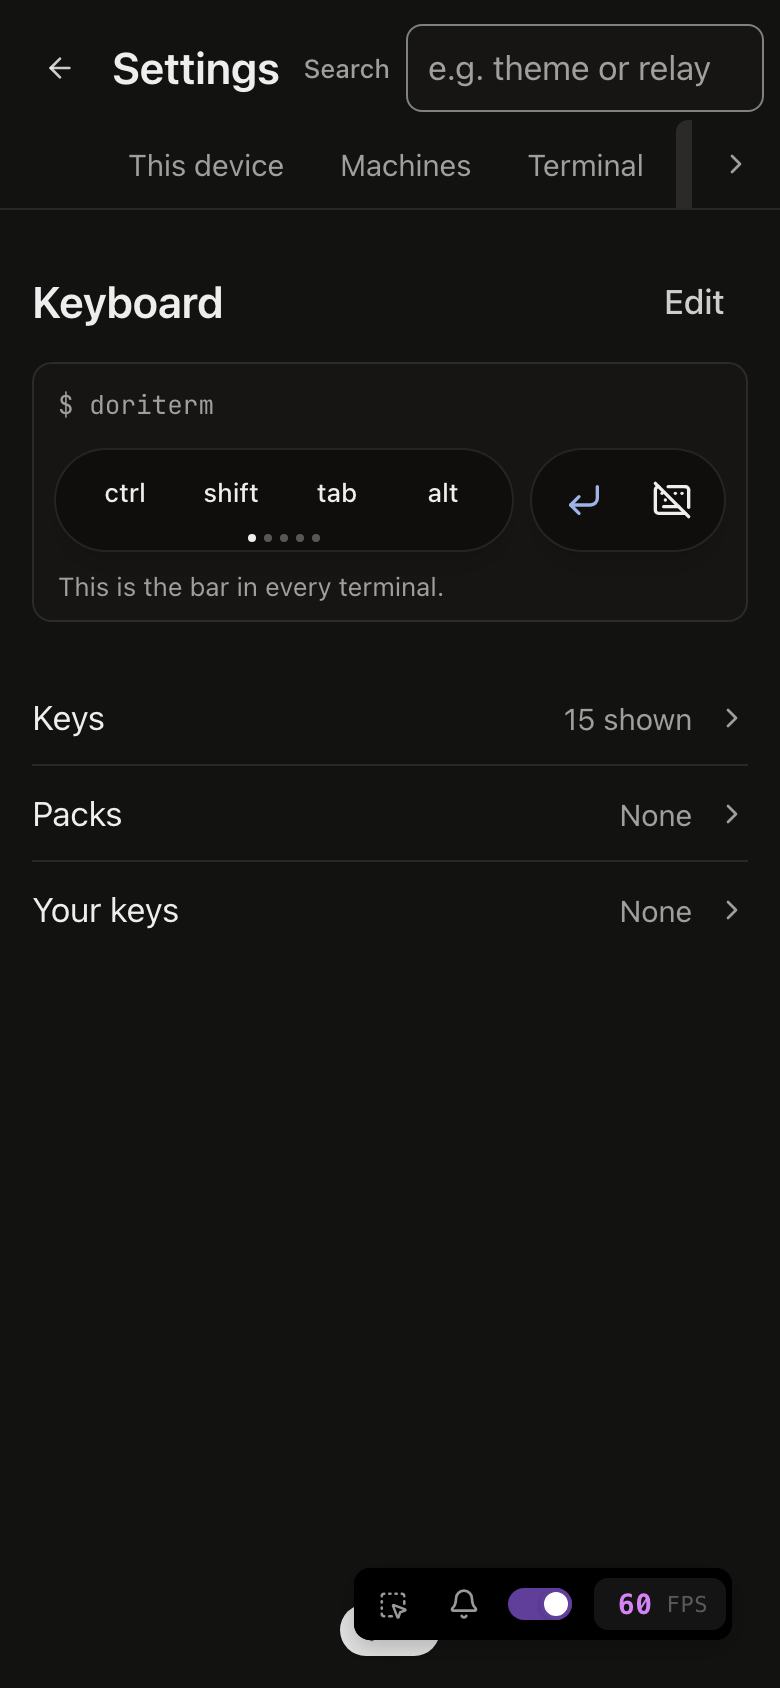 Settings
Search
e.g. theme or relay
This device Machines Terminal
Keyboard
Edit
$ doriterm
ctrl shift tab alt
This is the bar in every terminal.
Keys 15 shown
Packs None
Your keys None
60 FPS